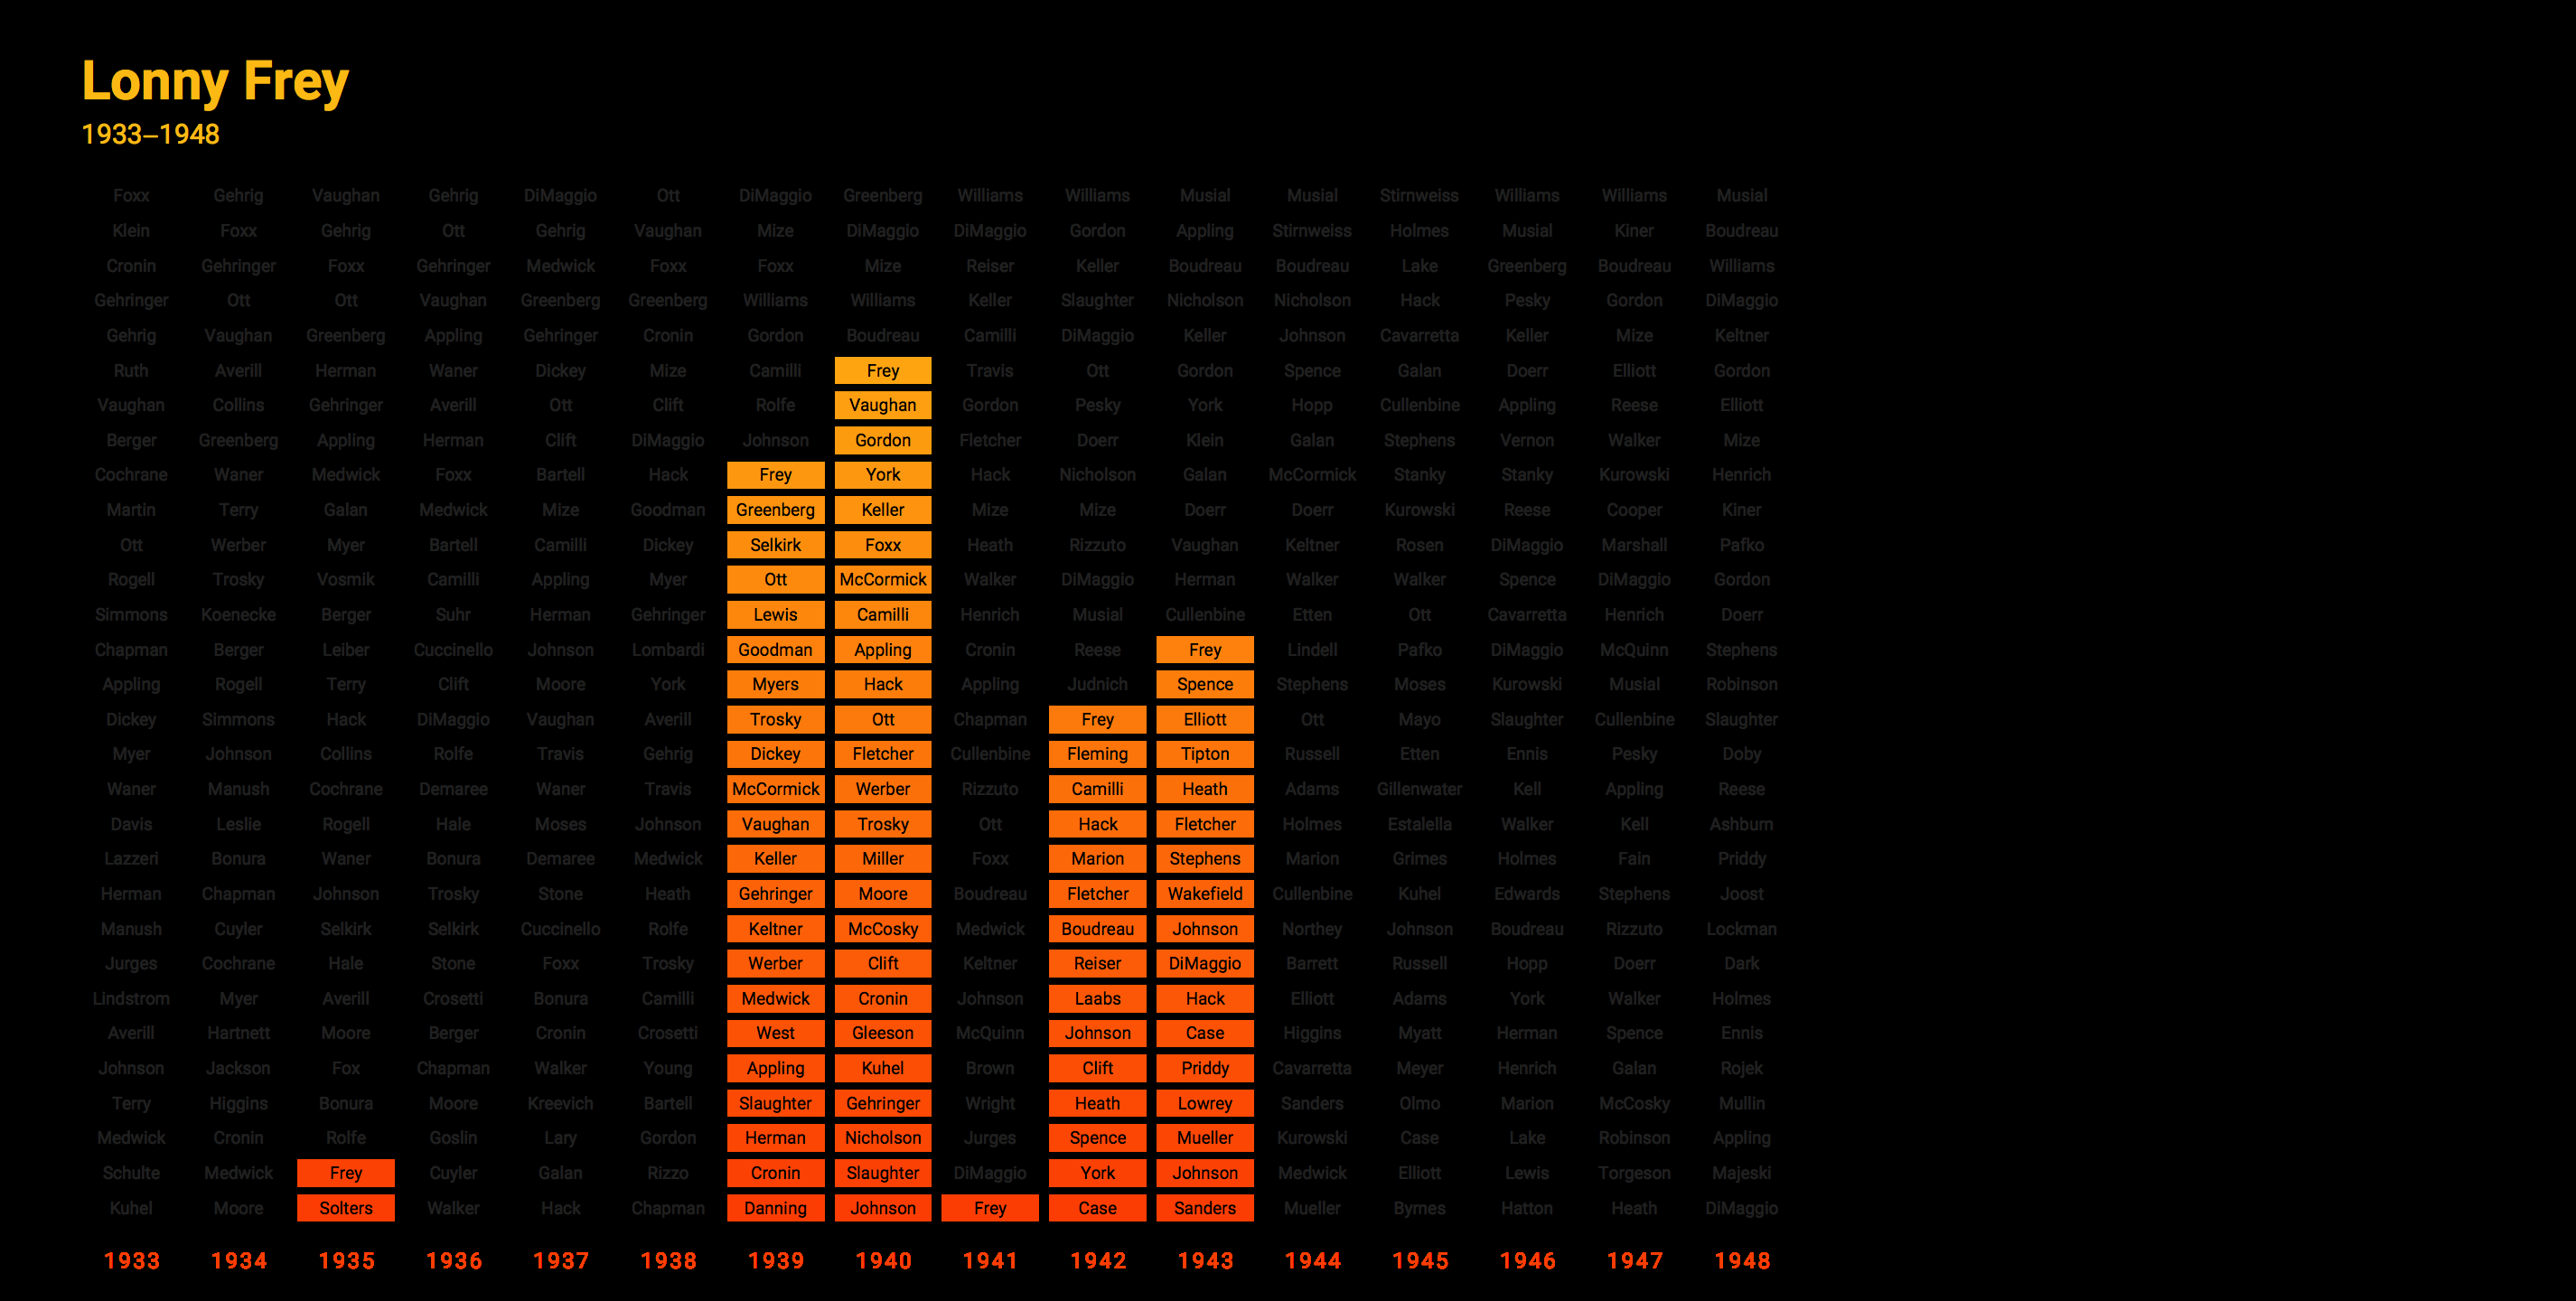 Lonny Frey
1933–1948
Foxx Gehrig Vaughan Gehrig DiMaggio Ott DiMaggio Greenberg Williams Williams Musial Musial Stirnweiss Williams Williams Musial
Klein Foxx Gehrig Ott Gehrig Vaughan Mize DiMaggio DiMaggio Gordon Appling Stirnweiss Holmes Musial Kiner Boudreau
Cronin Gehringer Foxx Gehringer Medwick Foxx Foxx Mize Reiser Keller Boudreau Boudreau Lake Greenberg Boudreau Williams
Gehringer Ott Ott Vaughan Greenberg Greenberg Williams Williams Keller Slaughter Nicholson Nicholson Hack Pesky Gordon DiMaggio
Gehrig Vaughan Greenberg Appling Gehringer Cronin Gordon Boudreau Camilli DiMaggio Keller Johnson Cavarretta Keller Mize Keltner
Ruth Averill Herman Waner Dickey Mize Camilli Frey Travis Ott Gordon Spence Galan Doerr Elliott Gordon
Vaughan Collins Gehringer Averill Ott Clift Rolfe Vaughan Gordon Pesky York Hopp Cullenbine Appling Reese Elliott
Berger Greenberg Appling Herman Clift DiMaggio Johnson Gordon Fletcher Doerr Klein Galan Stephens Vernon Walker Mize
Cochrane Waner Medwick Foxx Bartell Hack Frey York Hack Nicholson Galan McCormick Stanky Stanky Kurowski Henrich
Martin Terry Galan Medwick Mize Goodman Greenberg Keller Mize Mize Doerr Doerr Kurowski Reese Cooper Kiner
Ott Werber Myer Bartell Camilli Dickey Selkirk Foxx Heath Rizzuto Vaughan Keltner Rosen DiMaggio Marshall Pafko
Rogell Trosky Vosmik Camilli Appling Myer Ott McCormick Walker DiMaggio Herman Walker Walker Spence DiMaggio Gordon
Simmons Koenecke Berger Suhr Herman Gehringer Lewis Camilli Henrich Musial Cullenbine Etten Ott Cavarretta Henrich Doerr
Chapman Berger Leiber Cuccinello Johnson Lombardi Goodman Appling Cronin Reese Frey Lindell Pafko DiMaggio McQuinn Stephens
Appling Rogell Terry Clift Moore York Myers Hack Appling Judnich Spence Stephens Moses Kurowski Musial Robinson
Dickey Simmons Hack DiMaggio Vaughan Averill Trosky Ott Chapman Frey Elliott Ott Mayo Slaughter Cullenbine Slaughter
Myer Johnson Collins Rolfe Travis Gehrig Dickey Fletcher Cullenbine Fleming Tipton Russell Etten Ennis Pesky Doby
Waner Manush Cochrane Demaree Waner Travis McCormick Werber Rizzuto Camilli Heath Adams Gillenwater Kell Appling Reese
Davis Leslie Rogell Hale Moses Johnson Vaughan Trosky Ott Hack Fletcher Holmes Estalella Walker Kell Ashburn
Lazzeri Bonura Waner Bonura Demaree Medwick Keller Miller Foxx Marion Stephens Marion Grimes Holmes Fain Priddy
Herman Chapman Johnson Trosky Stone Heath Gehringer Moore Boudreau Fletcher Wakefield Cullenbine Kuhel Edwards Stephens Joost
Manush Cuyler Selkirk Selkirk Cuccinello Rolfe Keltner McCosky Medwick Boudreau Johnson Northey Johnson Boudreau Rizzuto Lockman
Jurges Cochrane Hale Stone Foxx Trosky Werber Clift Keltner Reiser DiMaggio Barrett Russell Hopp Doerr Dark
Lindstrom Myer Averill Crosetti Bonura Camilli Medwick Cronin Johnson Laabs Hack Elliott Adams York Walker Holmes
Averill Hartnett Moore Berger Cronin Crosetti West Gleeson McQuinn Johnson Case Higgins Myatt Herman Spence Ennis
Johnson Jackson Fox Chapman Walker Young Appling Kuhel Brown Clift Priddy Cavarretta Meyer Henrich Galan Rojek
Terry Higgins Bonura Moore Kreevich Bartell Slaughter Gehringer Wright Heath Lowrey Sanders Olmo Marion McCosky Mullin
Medwick Cronin Rolfe Goslin Lary Gordon Herman Nicholson Jurges Spence Mueller Kurowski Case Lake Robinson Appling
Schulte Medwick Frey Cuyler Galan Rizzo Cronin Slaughter DiMaggio York Johnson Medwick Elliott Lewis Torgeson Majeski
Kuhel Moore Solters Walker Hack Chapman Danning Johnson Frey Case Sanders Mueller Byrnes Hatton Heath DiMaggio
1933 1934 1935 1936 1937 1938 1939 1940 1941 1942 1943 1944 1945 1946 1947 1948